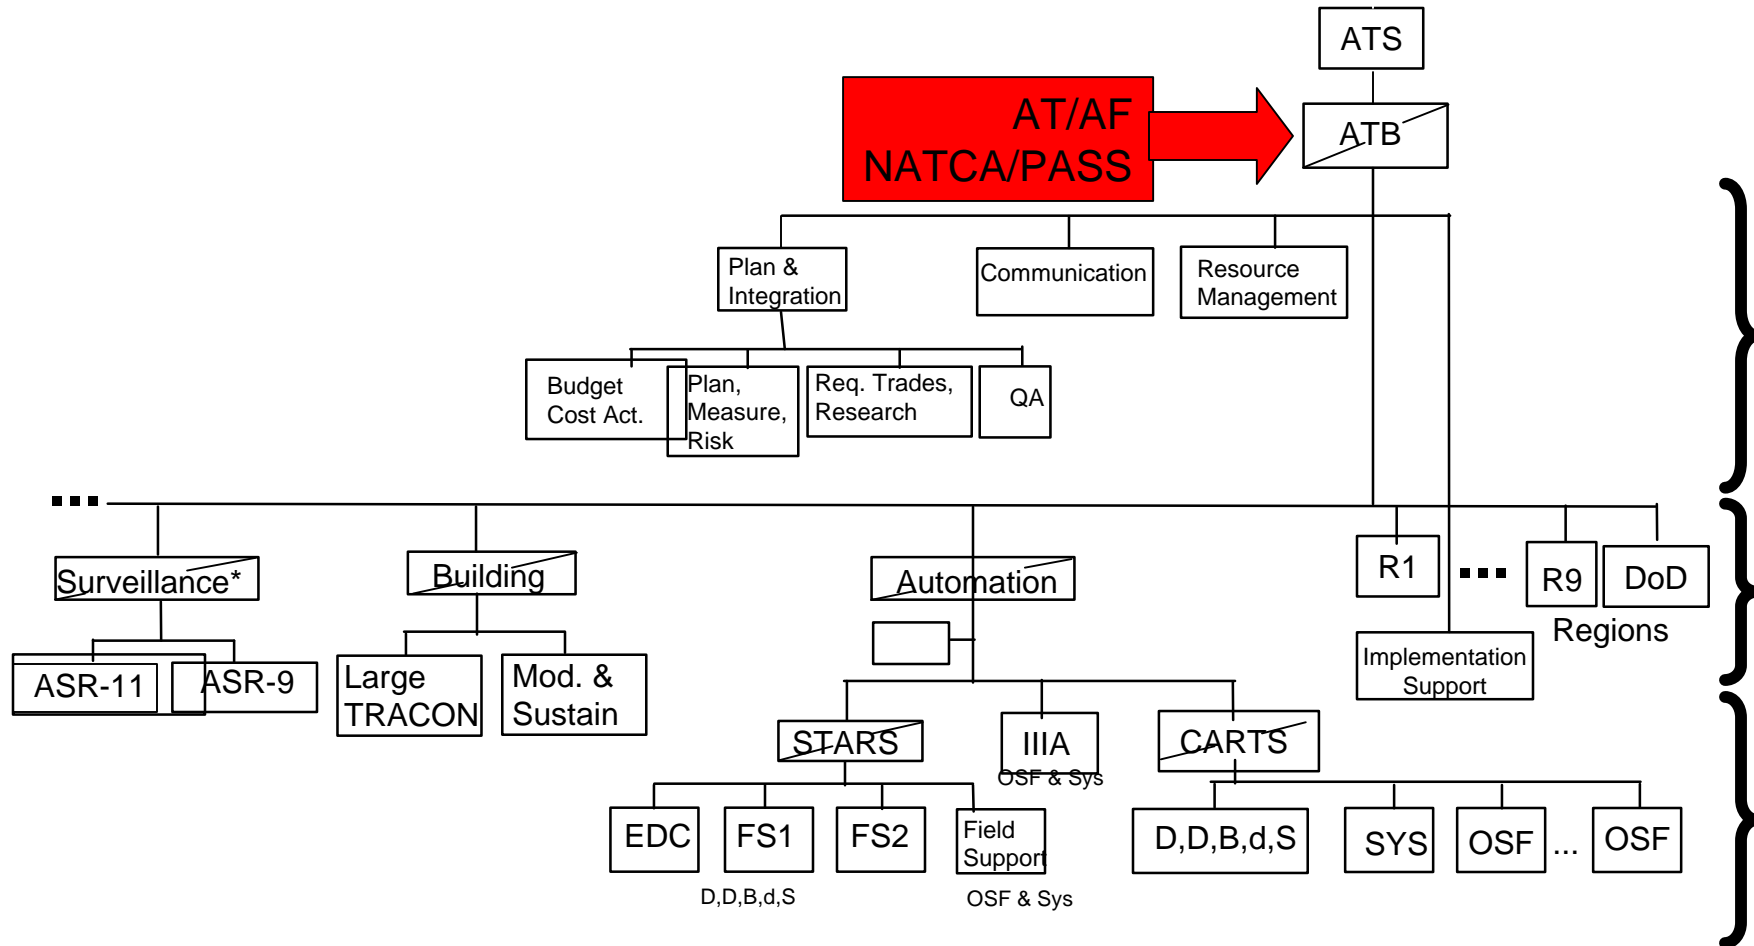 ATS
AT/AF
NATCA/PASS
ATB
Plan &
Integration
Communication
Resource
Management
Budget
Cost Act.
Plan,
Measure,
Risk
Req. Trades,
Research
QA
...
Surveillance*
Building
Automation
R1
...
R9
DoD
Regions
ASR-11
ASR-9
Large
TRACON
Mod. &
Sustain
Implementation
Support
STARS
IIIA
OSF & Sys
CARTS
EDC
FS1
FS2
Field
Support
D,D,B,d,S
SYS
OSF
...
OSF
D,D,B,d,S
OSF & Sys